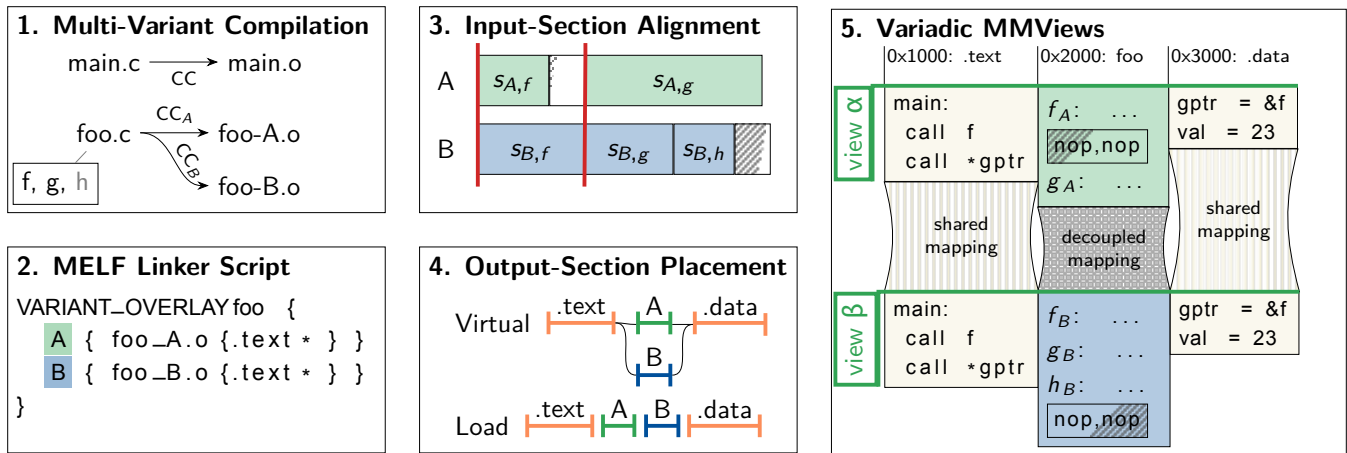 1. Multi-Variant Compilation
main.c
CC
main.o
foo.c
CC_A
foo-A.o
CC_B
foo-B.o
f, g, h
2. MELF Linker Script
VARIANT_OVERLAY foo {
A { foo_A.o {.text * } }
B { foo_B.o {.text * } }
}
3. Input-Section Alignment
A
s_A,f
s_A,g
B
s_B,f
s_B,g
s_B,h
4. Output-Section Placement
Virtual
.text
A
.data
B
Load
.text
A
B
.data
5. Variadic MMViews
0x1000: .text
0x2000: foo
0x3000: .data
view α
main:
call f
call *gptr
f_A: ...
nop,nop
g_A: ...
gptr = &f
val = 23
shared
mapping
decoupled
mapping
shared
mapping
view β
main:
call f
call *gptr
f_B: ...
g_B: ...
h_B: ...
nop,nop
gptr = &f
val = 23